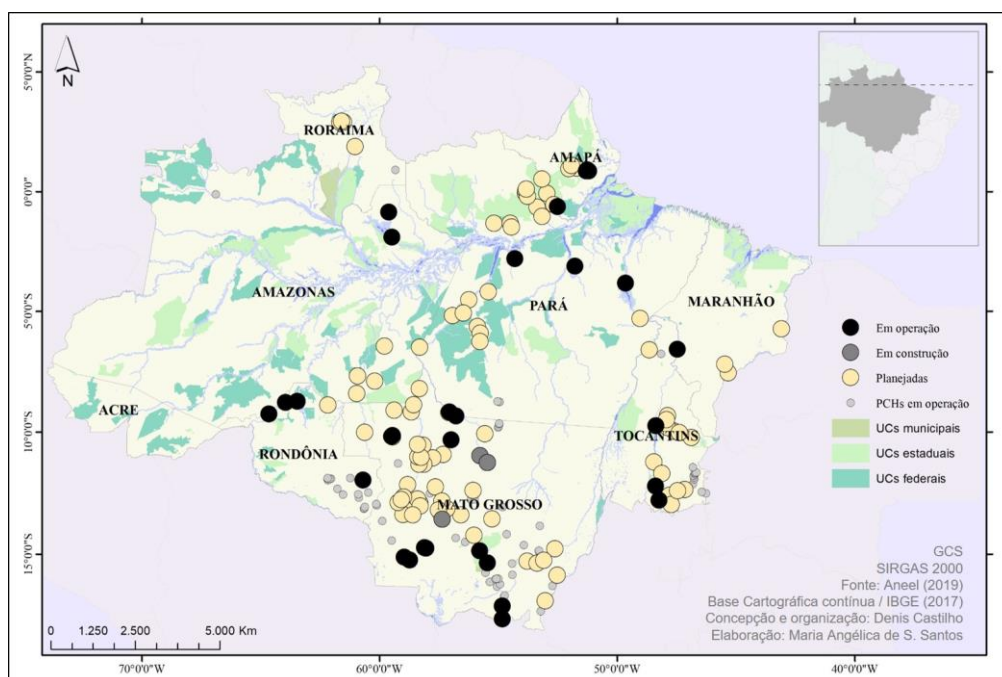 N
5°0'0"N
0°0'0"
5°0'0"S
10°0'0"S
15°0'0"S
RORAIMA
AMAPÁ
AMAZONAS
PARÁ
MARANHÃO
ACRE
RONDÔNIA
TOCANTINS
MATO GROSSO
Em operação
Em construção
Planejadas
PCHs em operação
UCs municipais
UCs estaduais
UCs federais
GCS
SIRGAS 2000
Fonte: Aneel (2019)
Base Cartográfica contínua / IBGE (2017)
Concepção e organização: Denis Castilho
Elaboração: Maria Angélica de S. Santos
0 1.250 2.500 5.000 Km
70°0'0"W 60°0'0"W 50°0'0"W 40°0'0"W